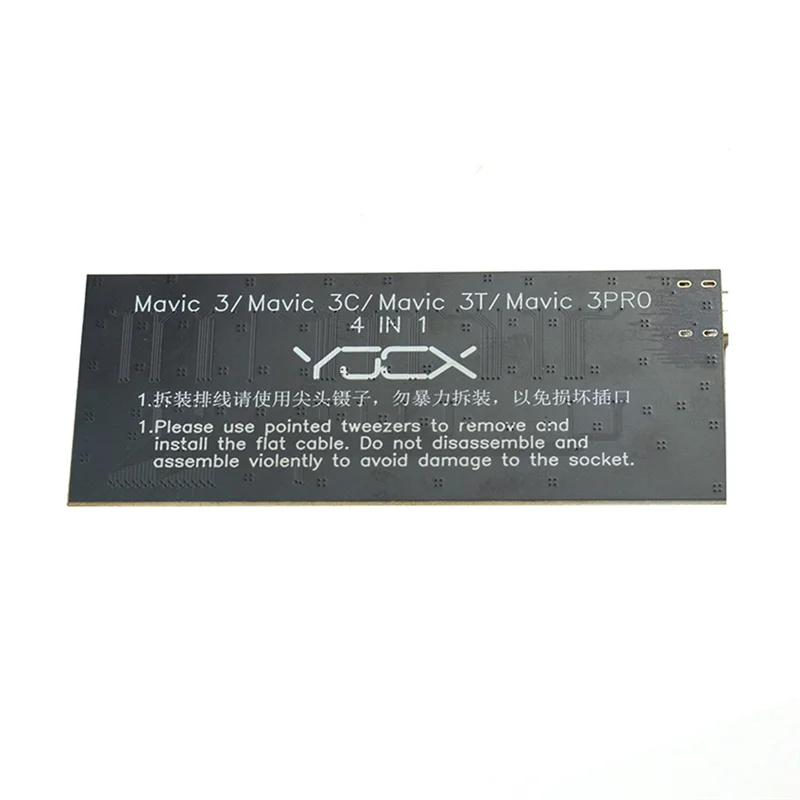 Mavic 3/Mavic 3C/Mavic 3T/Mavic 3PRO
4 IN 1
YJCX
1.拆装排线请使用尖头镊子，勿暴力拆装，以免损坏插口
1.Please use pointed tweezers to remove and
install the flat cable. Do not disassemble and
assemble violently to avoid damage to the socket.